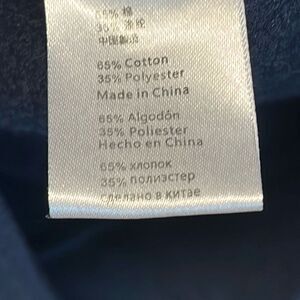 65% 棉
35% 涤纶
中国制造
65% Cotton
35% Polyester
Made in China
65% Algodón
35% Poliester
Hecho en China
65% хлопок
35% полиэстер
сделано в китае